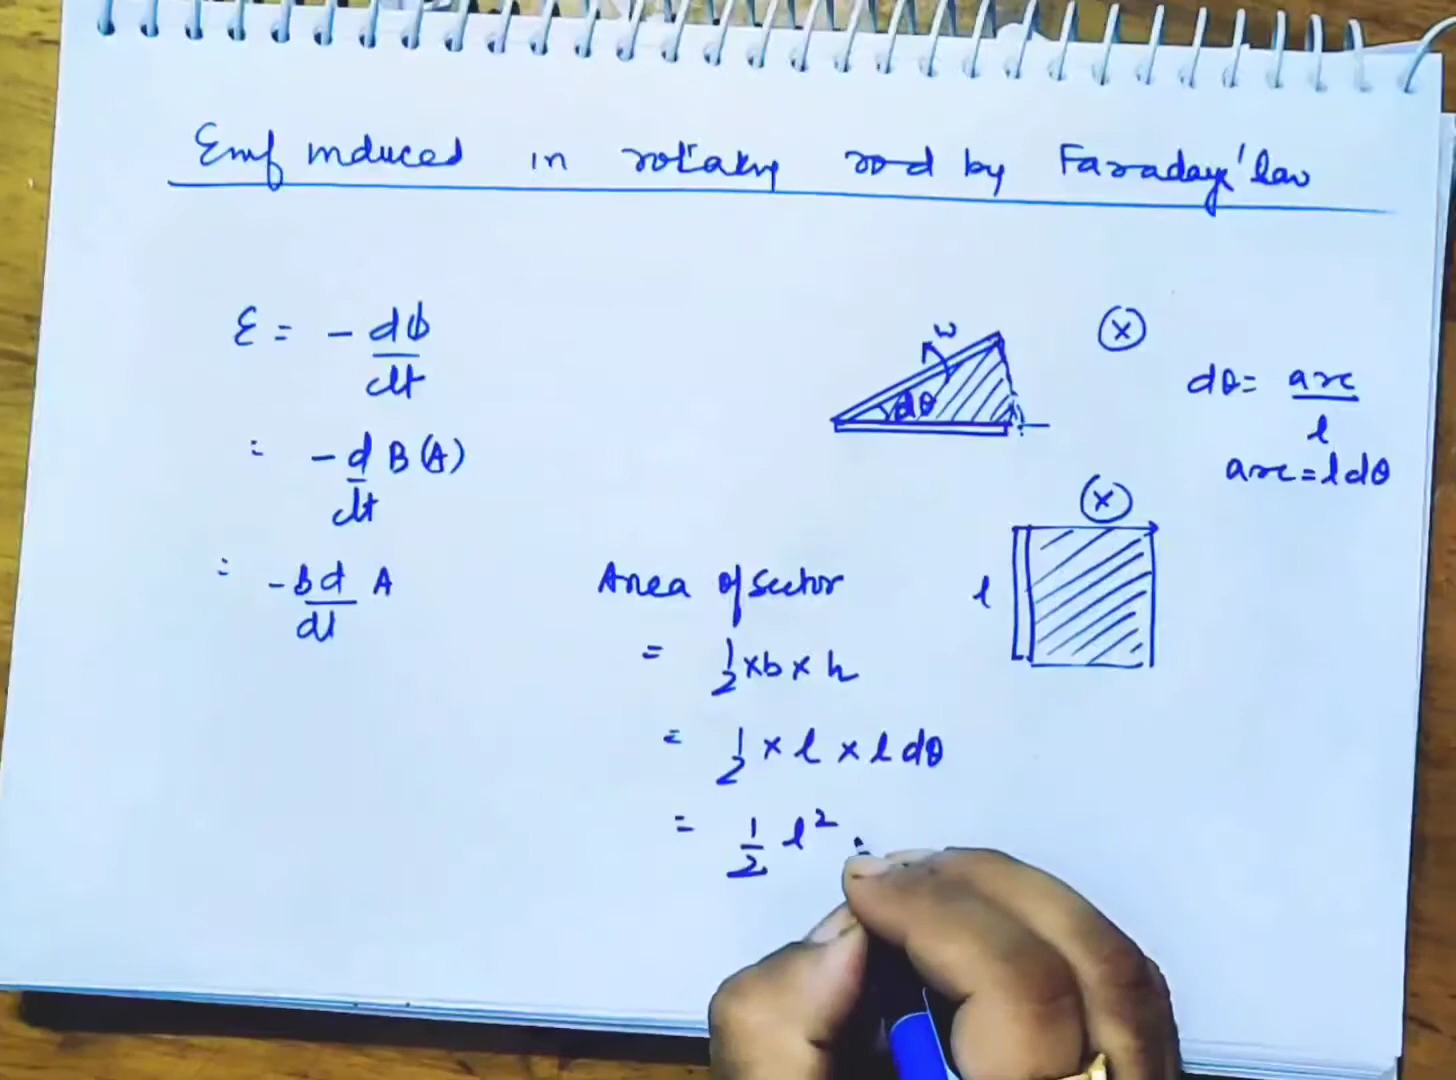 Emf induced in rotating rod by Faraday's law
ε = - dϕ/dt
= - d/dt B(A)
= - B d/dt A
ω
dθ
(×)
dθ = arc/l
arc = l dθ
(×)
l
Area of Sector
= 1/2 × b × h
= 1/2 × l × l dθ
= 1/2 l²